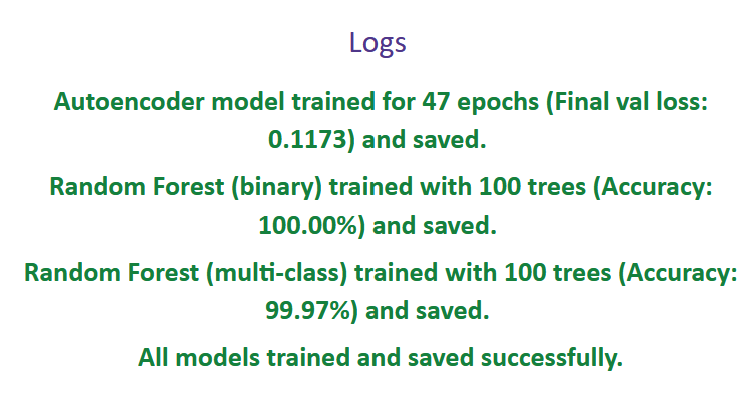 Logs
Autoencoder model trained for 47 epochs (Final val loss:
0.1173) and saved.
Random Forest (binary) trained with 100 trees (Accuracy:
100.00%) and saved.
Random Forest (multi-class) trained with 100 trees (Accuracy:
99.97%) and saved.
All models trained and saved successfully.